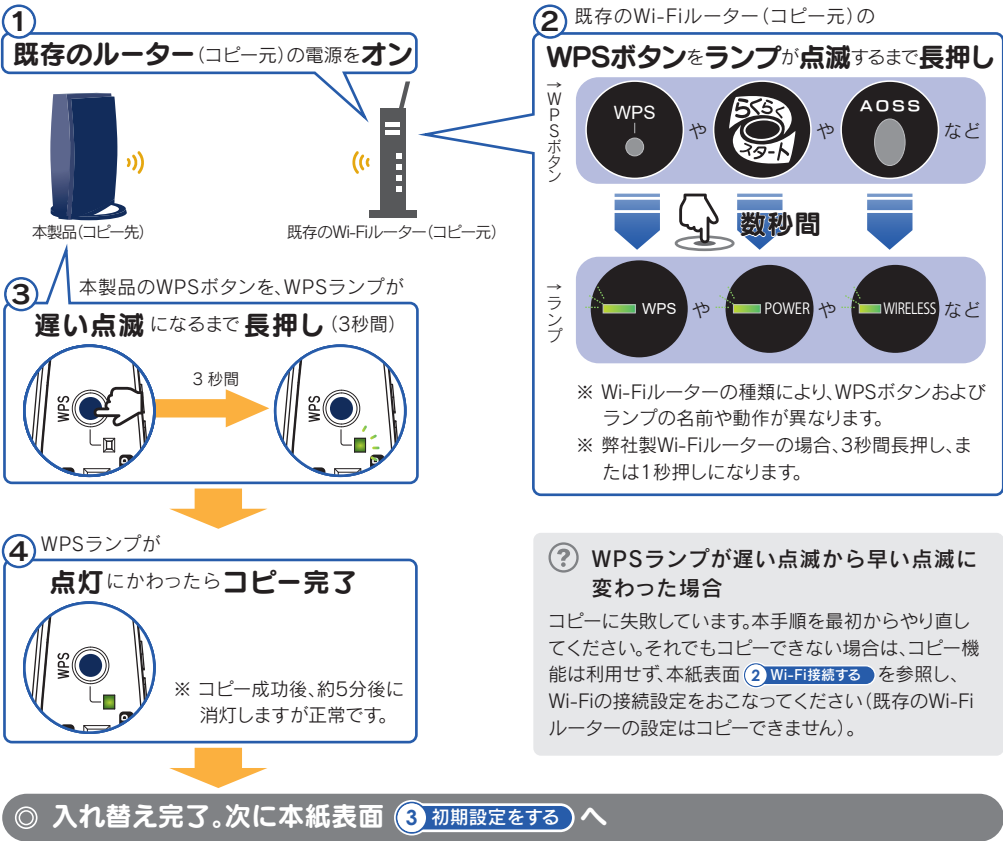 ①
既存のルーター(コピー元)の電源をオン
本製品(コピー先)
既存のWi-Fiルーター(コピー元)
② 既存のWi-Fiルーター(コピー元)の
WPSボタンをランプが点滅するまで長押し
→WPSボタン
WPS
や
らくらくスタート
や
AOSS
など
数秒間
→ランプ
WPS
や
POWER
や
WIRELESS
など
※ Wi-Fiルーターの種類により、WPSボタンおよび
ランプの名前や動作が異なります。
※ 弊社製Wi-Fiルーターの場合、3秒間長押し、ま
たは1秒押しになります。
③ 本製品のWPSボタンを、WPSランプが
遅い点滅になるまで長押し(3秒間)
WPS
3秒間
WPS
④ WPSランプが
点灯にかわったらコピー完了
WPS
※ コピー成功後、約5分後に
消灯しますが正常です。
? WPSランプが遅い点滅から早い点滅に
変わった場合
コピーに失敗しています。本手順を最初からやり直し
てください。それでもコピーできない場合は、コピー機
能は利用せず、本紙表面 ② Wi-Fi接続する を参照し、
Wi-Fiの接続設定をおこなってください(既存のWi-Fi
ルーターの設定はコピーできません)。
◎ 入れ替え完了。次に本紙表面 ③ 初期設定をする へ